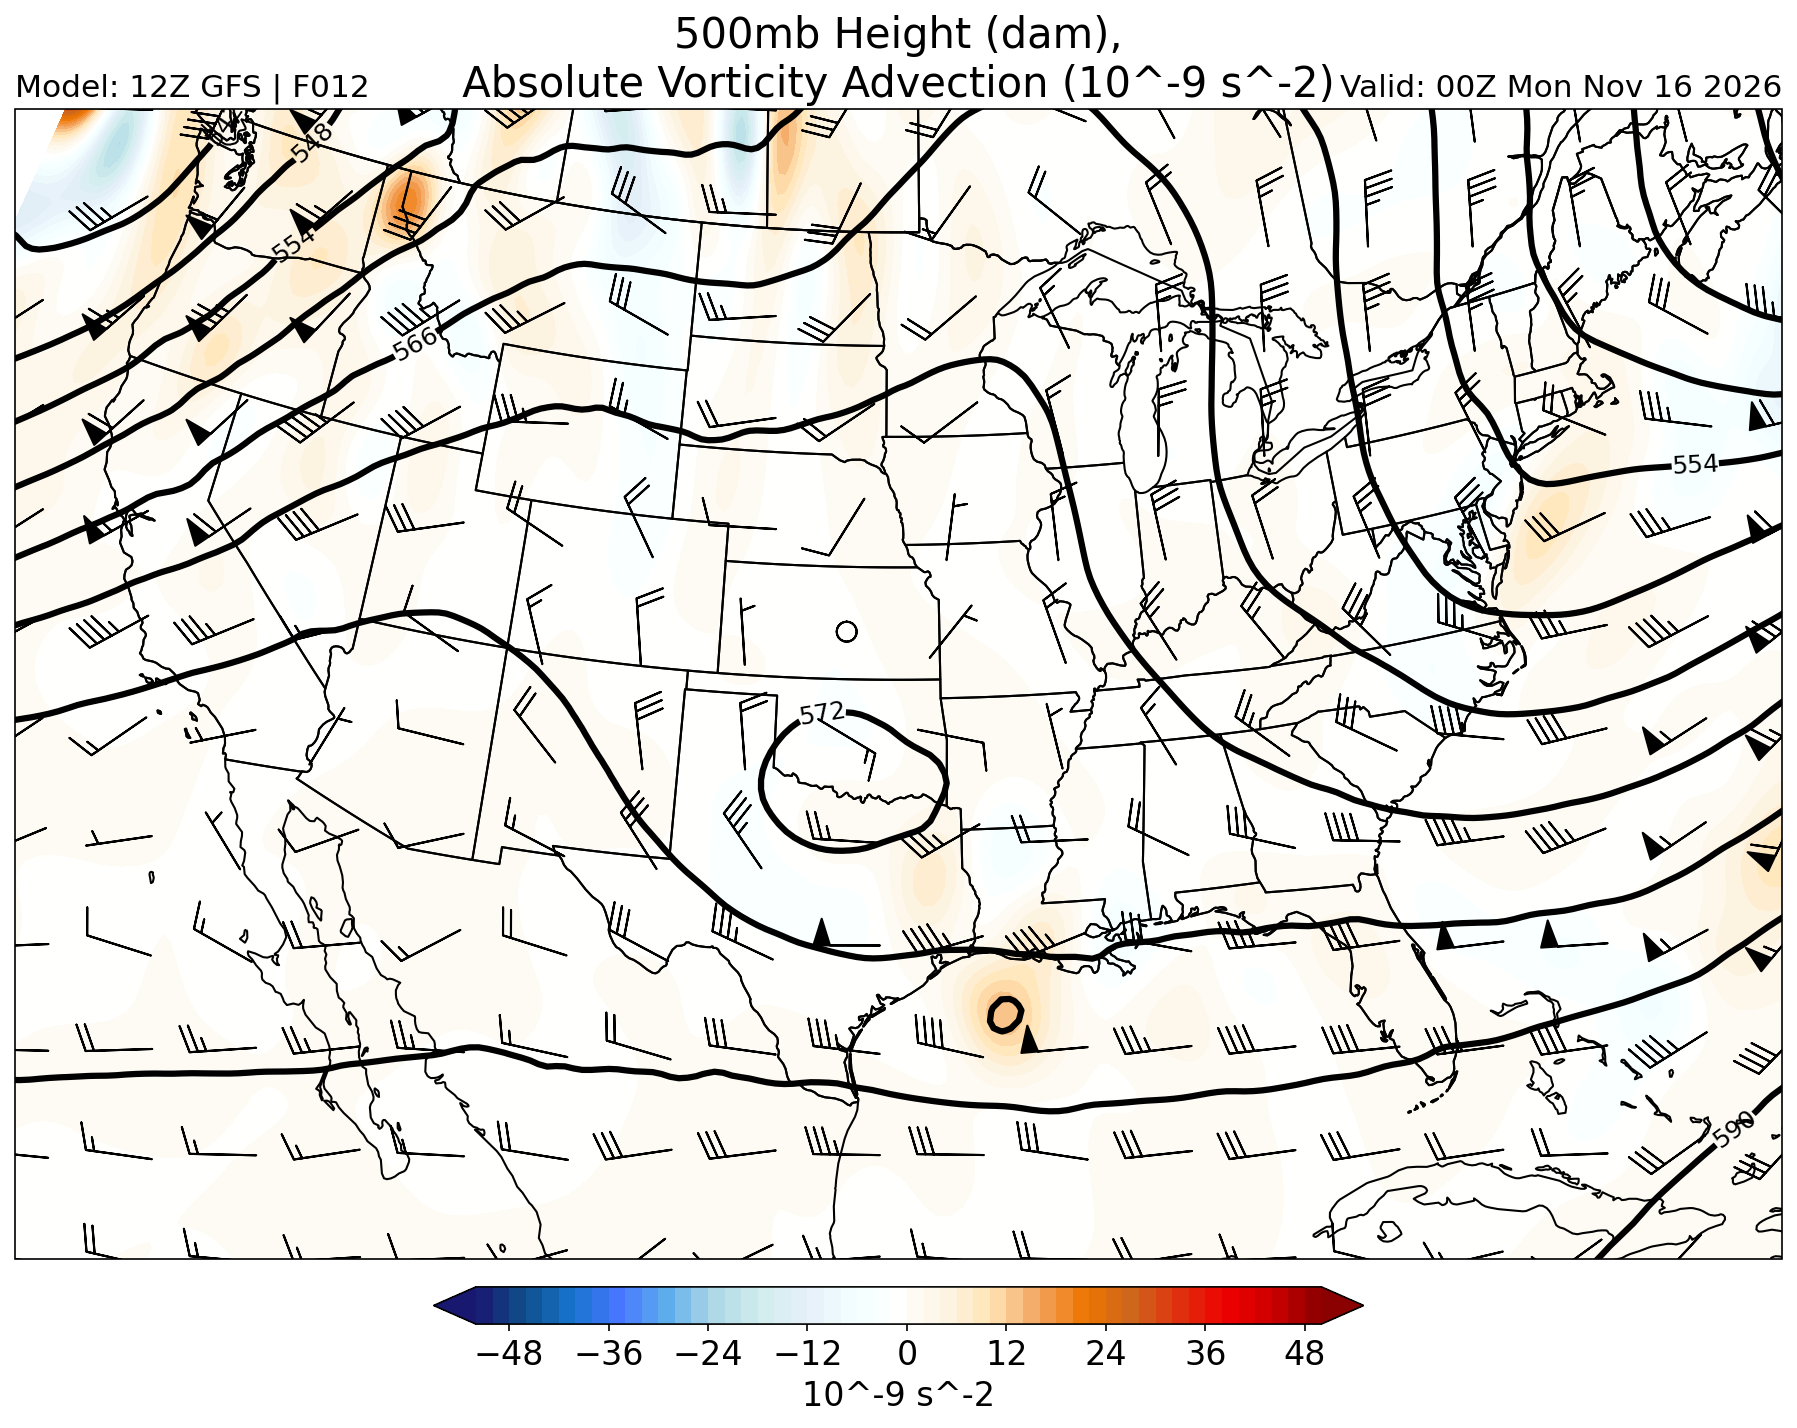 500mb Height (dam),
Model: 12Z GFS | F012
Absolute Vorticity Advection (10^-9 s^-2)
Valid: 00Z Mon Nov 16 2026
548
554
566
554
572
590
−48 −36 −24 −12 0 12 24 36 48
10^-9 s^-2